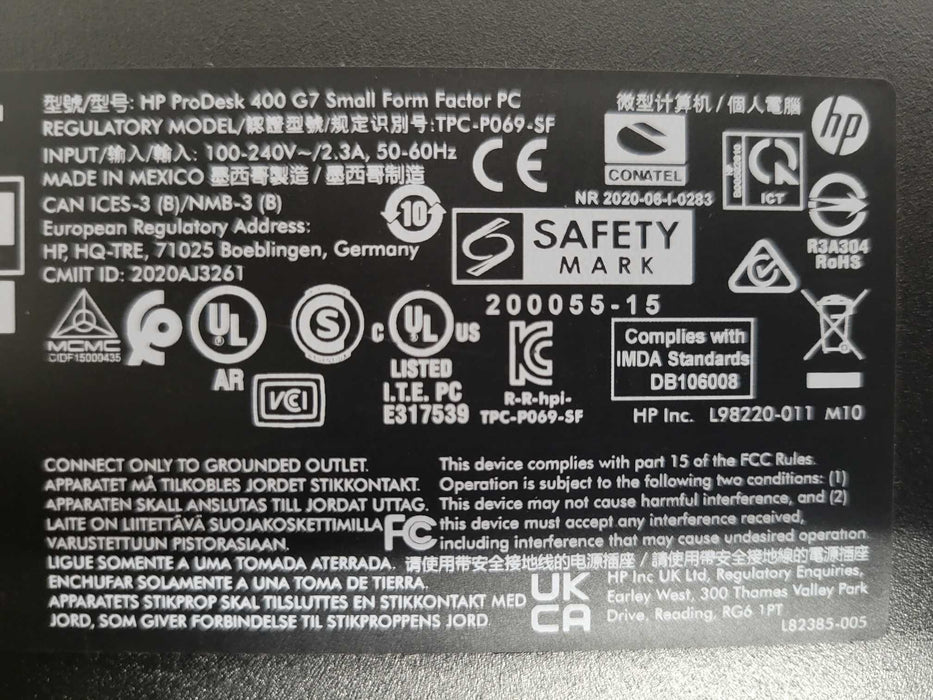 型號/型号: HP ProDesk 400 G7 Small Form Factor PC
REGULATORY MODEL/認證型號/规定识别号:TPC-P069-SF
INPUT/输入/輸入: 100-240V~/2.3A, 50-60Hz
MADE IN MEXICO 墨西哥製造 / 墨西哥制造
CAN ICES-3 (B)/NMB-3 (B)
European Regulatory Address:
HP, HQ-TRE, 71025 Boeblingen, Germany
CMIIT ID: 2020AJ3261
微型计算机 / 個人電腦
hp
CE
CONATEL
NR 2020-06-I-0283
ICT
10
R3A304
RoHS
SAFETY
MARK
200055-15
MCMC
CIDF15000435
UL
AR
S
c UL US
LISTED
I.T.E. PC
E317539
VCI
R-R-hpi-
TPC-P069-SF
Complies with
IMDA Standards
DB106008
HP Inc. L98220-011 M10
CONNECT ONLY TO GROUNDED OUTLET.
APPARATET MÅ TILKOBLES JORDET STIKKONTAKT.
APPARATEN SKALL ANSLUTAS TILL JORDAT UTTAG.
LAITE ON LIITETTÄVÄ SUOJAKOSKETTIMILLA
VARUSTETTUUN PISTORASIAAN.
LIGUE SOMENTE A UMA TOMADA ATERRADA. 请使用带安全接地线的电源插座 / 請使用帶安全接地線的電源插座
ENCHUFAR SOLAMENTE A UNA TOMA DE TIERRA.
APPARATETS STIKPROP SKAL TILSLUTTES EN STIKKONTAKT MED
JORD, SOM GIVER FORBINDELSE TIL STIKPROPPENS JORD.
FC
This device complies with part 15 of the FCC Rules.
Operation is subject to the following two conditions: (1)
This device may not cause harmful interference, and (2)
this device must accept any interference received,
including interference that may cause undesired operation.
UK
CA
HP Inc UK Ltd, Regulatory Enquiries,
Earley West, 300 Thames Valley Park
Drive, Reading, RG6 1PT
L82385-005